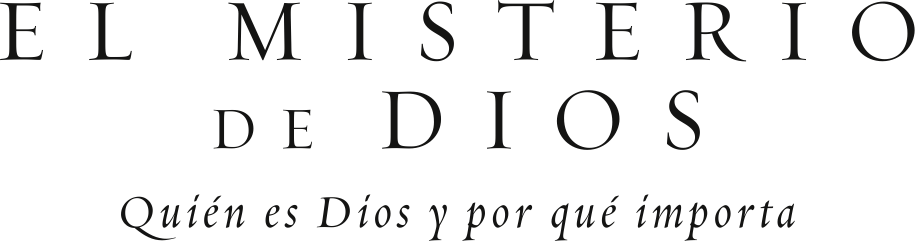 EL MISTERIO
DE DIOS
Quién es Dios y por qué importa